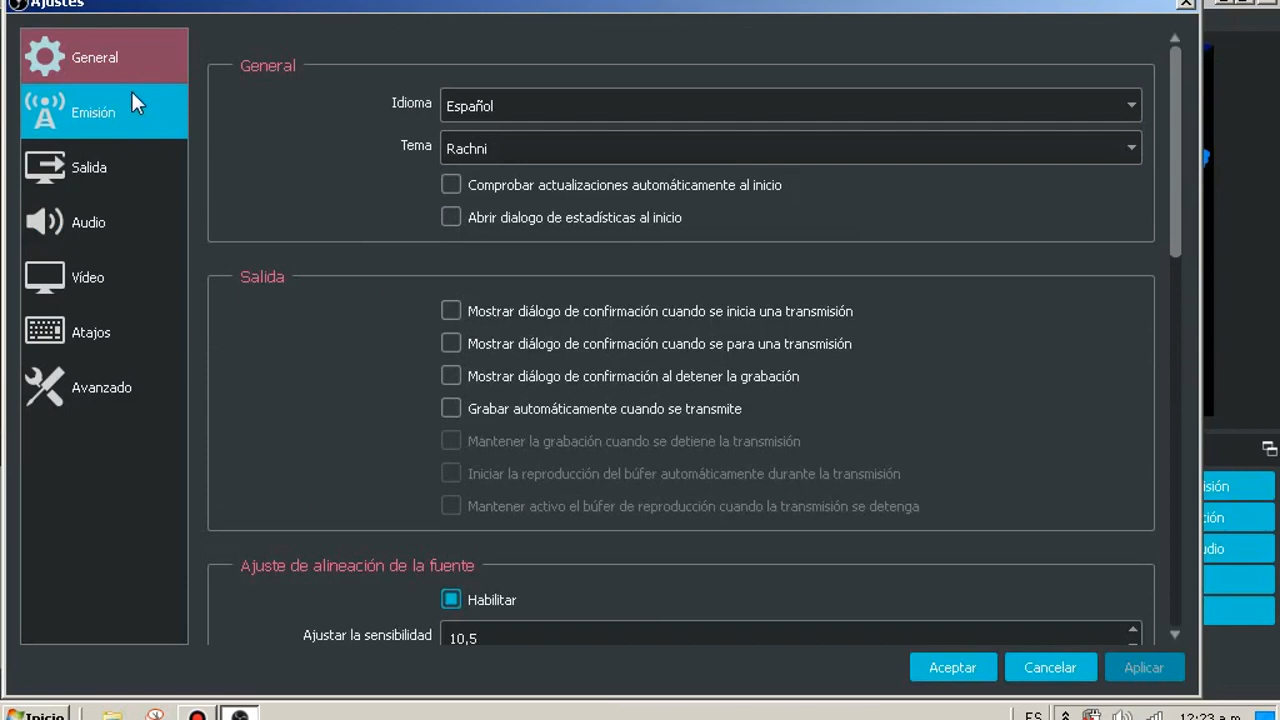 Ajustes
General
Emisión
Salida
Audio
Vídeo
Atajos
Avanzado
General
Idioma
Español
Tema
Rachni
Comprobar actualizaciones automáticamente al inicio
Abrir dialogo de estadísticas al inicio
Salida
Mostrar diálogo de confirmación cuando se inicia una transmisión
Mostrar diálogo de confirmación cuando se para una transmisión
Mostrar diálogo de confirmación al detener la grabación
Grabar automáticamente cuando se transmite
Mantener la grabación cuando se detiene la transmisión
Iniciar la reproducción del búfer automáticamente durante la transmisión
Mantener activo el búfer de reproducción cuando la transmisión se detenga
Ajuste de alineación de la fuente
Habilitar
Ajustar la sensibilidad
10,5
Aceptar
Cancelar
Aplicar
isión
ción
udio
Inicio
ES
12:23 a.m.